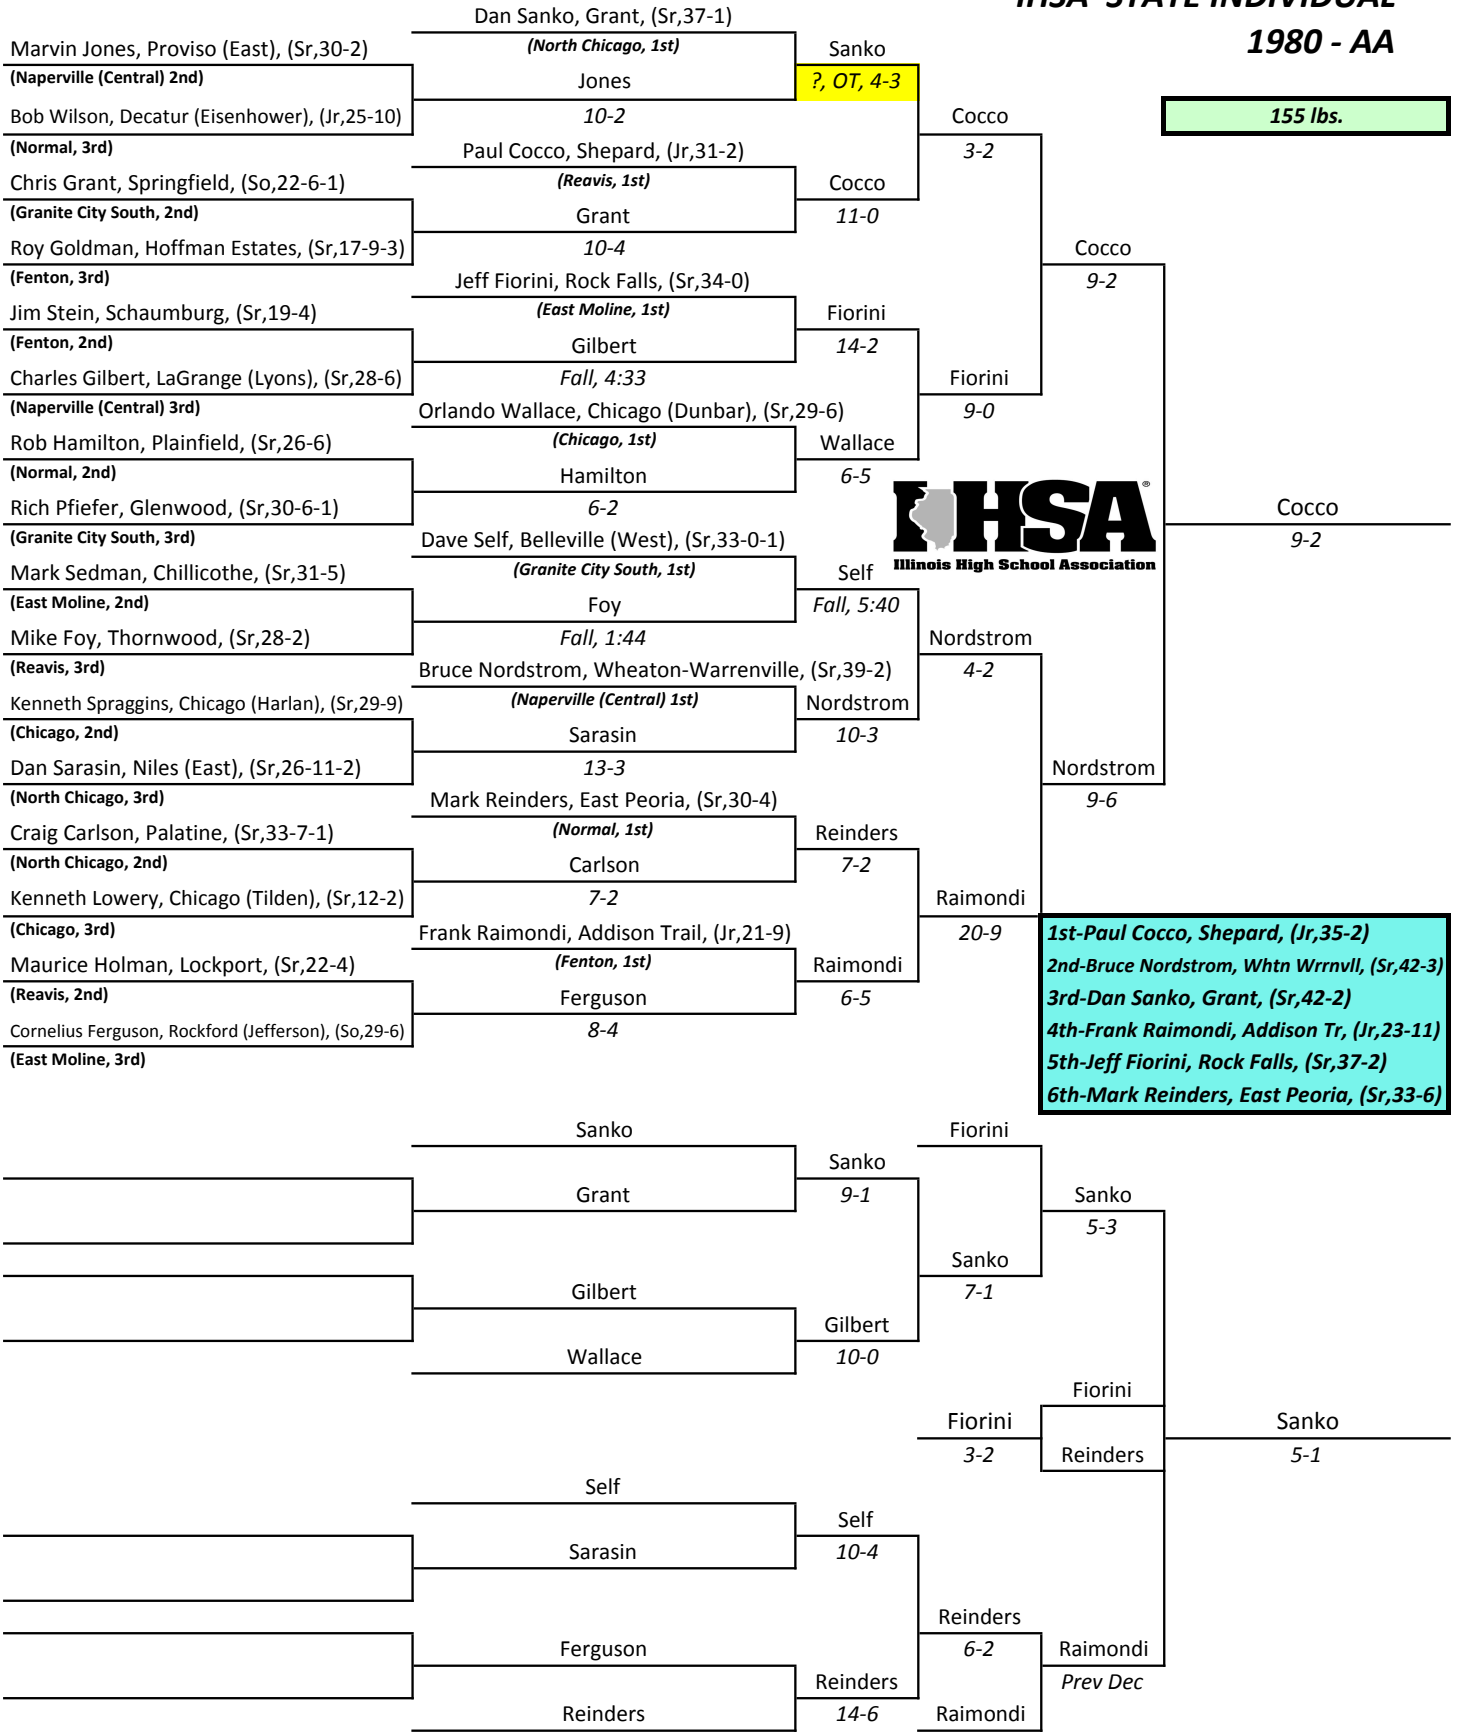 IHSA STATE INDIVIDUAL
1980 - AA
155 lbs.
Dan Sanko, Grant, (Sr,37-1)
Marvin Jones, Proviso (East), (Sr,30-2)
(North Chicago, 1st)
Sanko
(Naperville (Central) 2nd)
Jones
?, OT, 4-3
Bob Wilson, Decatur (Eisenhower), (Jr,25-10)
10-2
Cocco
(Normal, 3rd)
Paul Cocco, Shepard, (Jr,31-2)
3-2
Chris Grant, Springfield, (So,22-6-1)
(Reavis, 1st)
Cocco
(Granite City South, 2nd)
Grant
11-0
Roy Goldman, Hoffman Estates, (Sr,17-9-3)
10-4
Cocco
(Fenton, 3rd)
Jeff Fiorini, Rock Falls, (Sr,34-0)
9-2
Jim Stein, Schaumburg, (Sr,19-4)
(East Moline, 1st)
Fiorini
(Fenton, 2nd)
Gilbert
14-2
Charles Gilbert, LaGrange (Lyons), (Sr,28-6)
Fall, 4:33
Fiorini
(Naperville (Central) 3rd)
Orlando Wallace, Chicago (Dunbar), (Sr,29-6)
9-0
Rob Hamilton, Plainfield, (Sr,26-6)
(Chicago, 1st)
Wallace
(Normal, 2nd)
Hamilton
6-5
Rich Pfiefer, Glenwood, (Sr,30-6-1)
6-2
IHSA®
Illinois High School Association
Cocco
(Granite City South, 3rd)
Dave Self, Belleville (West), (Sr,33-0-1)
9-2
Mark Sedman, Chillicothe, (Sr,31-5)
(Granite City South, 1st)
Self
(East Moline, 2nd)
Foy
Fall, 5:40
Mike Foy, Thornwood, (Sr,28-2)
Fall, 1:44
Nordstrom
(Reavis, 3rd)
Bruce Nordstrom, Wheaton-Warrenville, (Sr,39-2)
4-2
Kenneth Spraggins, Chicago (Harlan), (Sr,29-9)
(Naperville (Central) 1st)
Nordstrom
(Chicago, 2nd)
Sarasin
10-3
Dan Sarasin, Niles (East), (Sr,26-11-2)
13-3
Nordstrom
(North Chicago, 3rd)
Mark Reinders, East Peoria, (Sr,30-4)
9-6
Craig Carlson, Palatine, (Sr,33-7-1)
(Normal, 1st)
Reinders
(North Chicago, 2nd)
Carlson
7-2
Kenneth Lowery, Chicago (Tilden), (Sr,12-2)
7-2
Raimondi
(Chicago, 3rd)
Frank Raimondi, Addison Trail, (Jr,21-9)
20-9
Maurice Holman, Lockport, (Sr,22-4)
(Fenton, 1st)
Raimondi
(Reavis, 2nd)
Ferguson
6-5
Cornelius Ferguson, Rockford (Jefferson), (So,29-6)
8-4
(East Moline, 3rd)
1st-Paul Cocco, Shepard, (Jr,35-2)
2nd-Bruce Nordstrom, Whtn Wrrnvll, (Sr,42-3)
3rd-Dan Sanko, Grant, (Sr,42-2)
4th-Frank Raimondi, Addison Tr, (Jr,23-11)
5th-Jeff Fiorini, Rock Falls, (Sr,37-2)
6th-Mark Reinders, East Peoria, (Sr,33-6)
Sanko
Fiorini
Sanko
Grant
9-1
Sanko
5-3
Sanko
Gilbert
7-1
Gilbert
Wallace
10-0
Fiorini
Fiorini
Sanko
3-2
Reinders
5-1
Self
Self
Sarasin
10-4
Reinders
Ferguson
6-2
Raimondi
Reinders
Prev Dec
Reinders
14-6
Raimondi